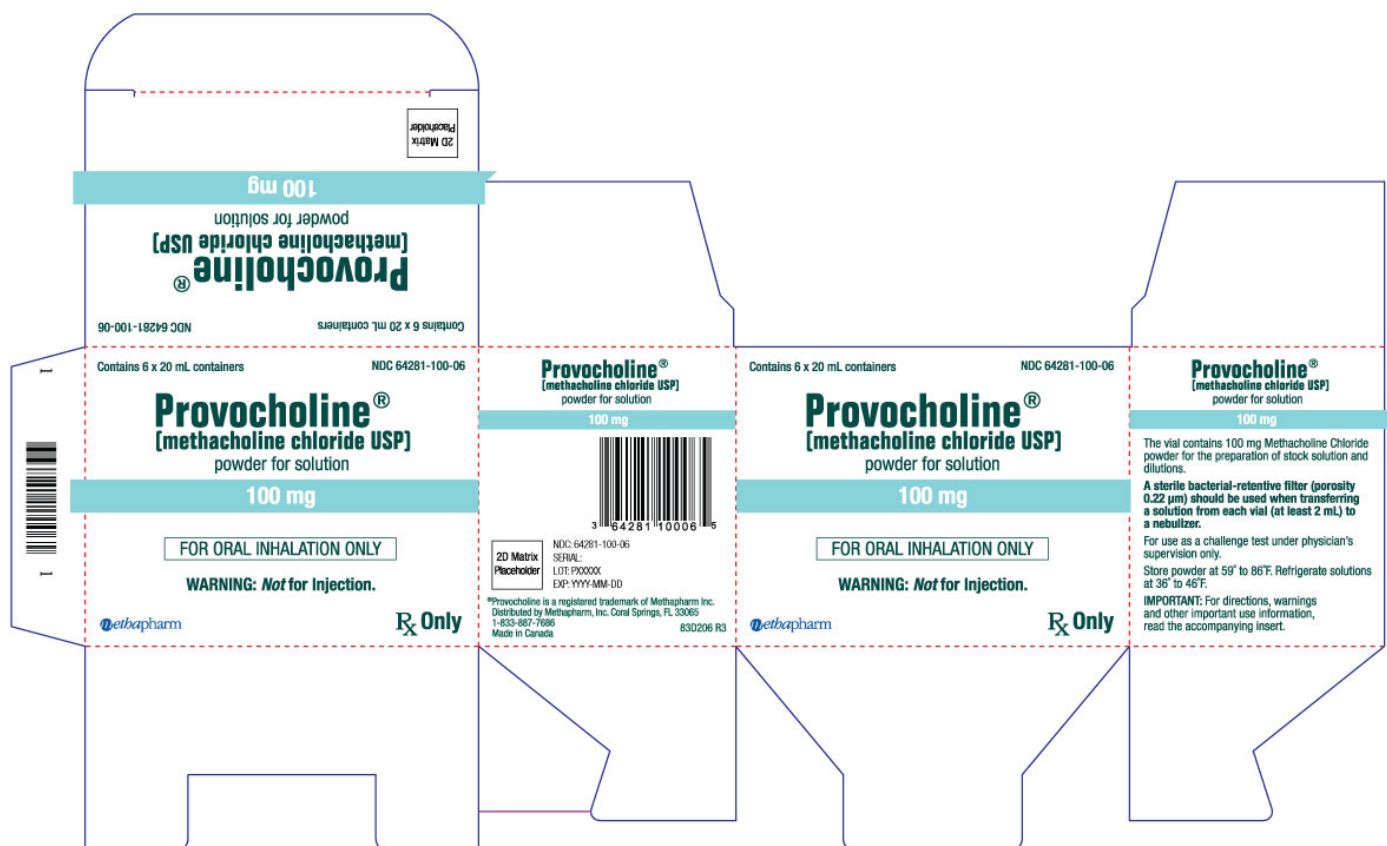 2D Matrix
Placeholder
100 mg
powder for solution
[methacholine chloride USP]
Provocholine®
Contains 6 x 20 mL containers
NDC 64281-100-06
1
1
Contains 6 x 20 mL containers
NDC 64281-100-06
Provocholine®
[methacholine chloride USP]
powder for solution
100 mg
FOR ORAL INHALATION ONLY
WARNING: Not for Injection.
methapharm
Rx Only
Provocholine®
[methacholine chloride USP]
powder for solution
100 mg
3 64281 10006 5
2D Matrix
Placeholder
NDC: 64281-100-06
SERIAL:
LOT: PXXXXX
EXP: YYYY-MM-DD
®Provocholine is a registered trademark of Methapharm Inc.
Distributed by Methapharm, Inc. Coral Springs, FL 33065
1-833-887-7686
Made in Canada
83D206 R3
Contains 6 x 20 mL containers
NDC 64281-100-06
Provocholine®
[methacholine chloride USP]
powder for solution
100 mg
FOR ORAL INHALATION ONLY
WARNING: Not for Injection.
methapharm
Rx Only
Provocholine®
[methacholine chloride USP]
powder for solution
100 mg
The vial contains 100 mg Methacholine Chloride
powder for the preparation of stock solution and
dilutions.
A sterile bacterial-retentive filter (porosity
0.22 µm) should be used when transferring
a solution from each vial (at least 2 mL) to
a nebulizer.
For use as a challenge test under physician's
supervision only.
Store powder at 59˚ to 86˚F. Refrigerate solutions
at 36˚ to 46˚F.
IMPORTANT: For directions, warnings
and other important use information,
read the accompanying insert.